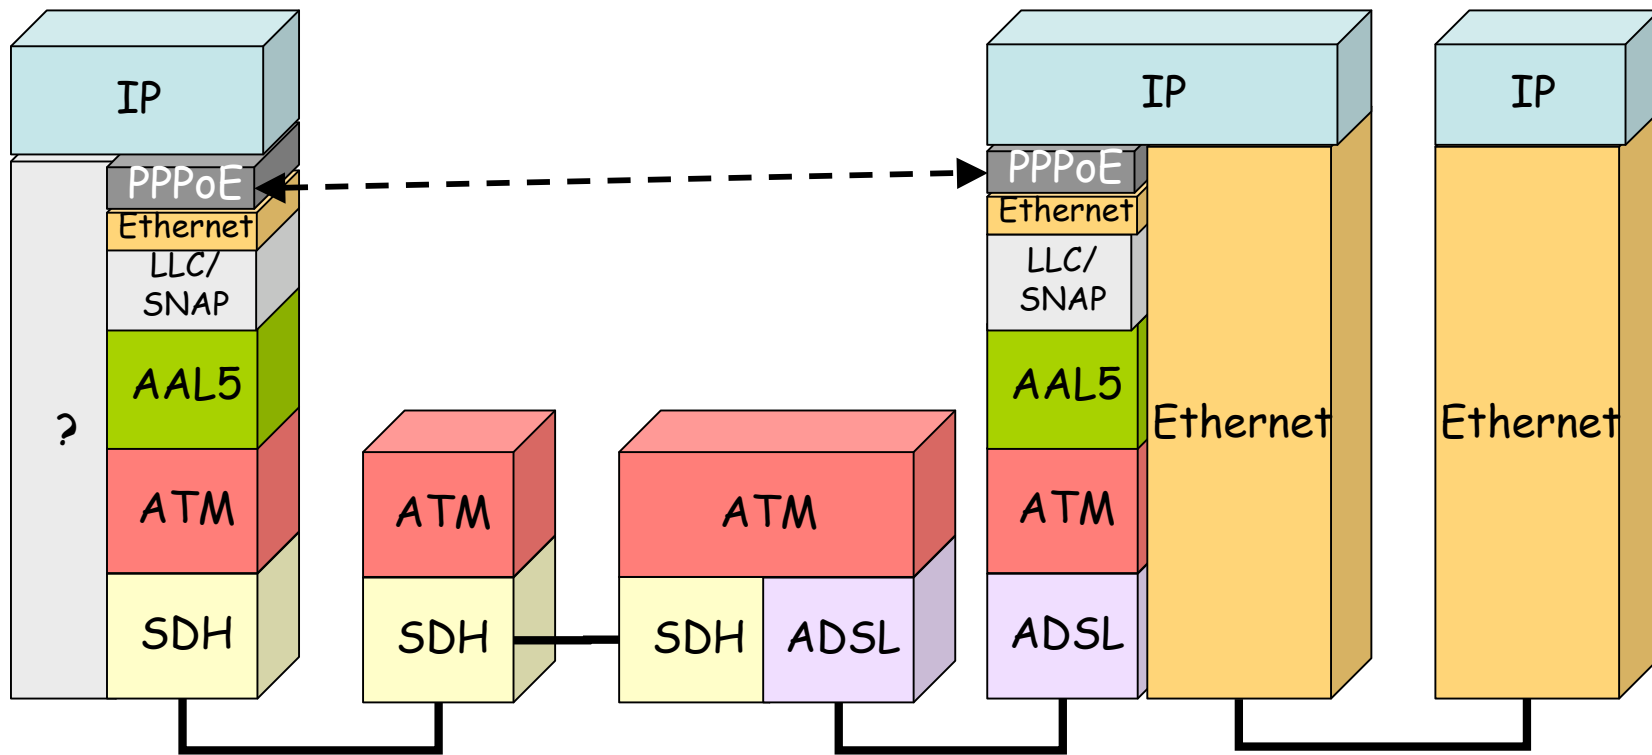 IP
PPPoE
Ethernet
LLC/
SNAP
AAL5
?
ATM
SDH
ATM
SDH
ATM
SDH
ADSL
IP
PPPoE
Ethernet
LLC/
SNAP
AAL5
ATM
ADSL
Ethernet
IP
Ethernet